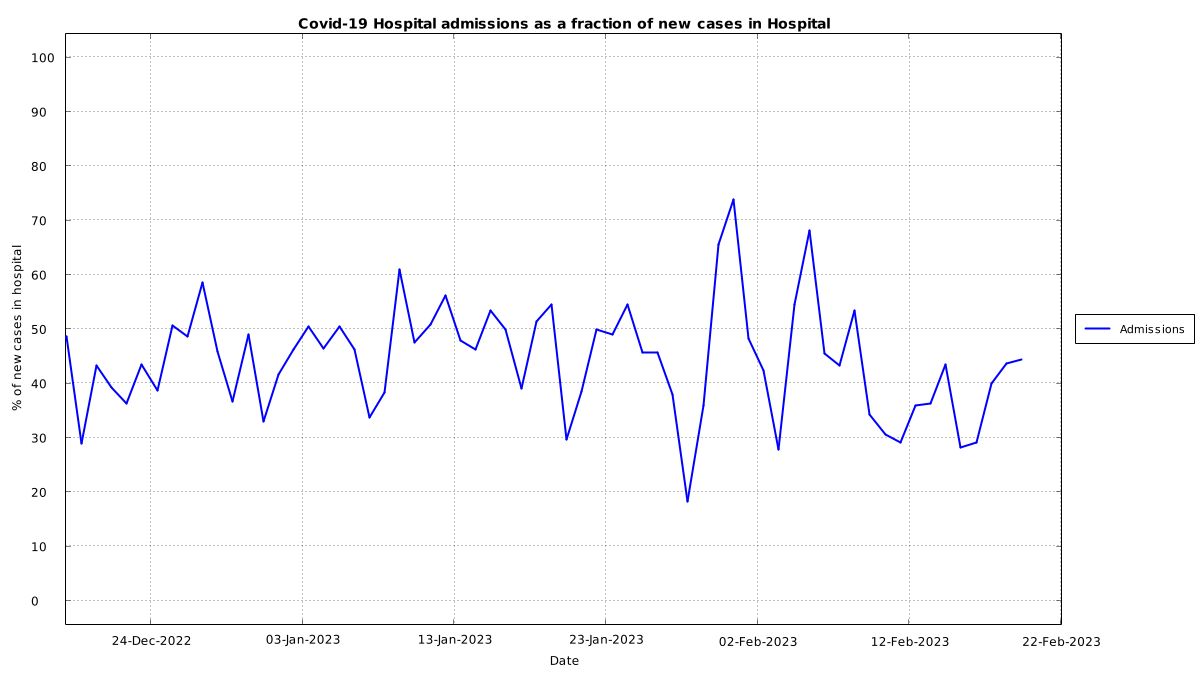 Covid-19 Hospital admissions as a fraction of new cases in Hospital
100
90
80
70
60
50
40
30
20
10
0
% of new cases in hospital
24-Dec-2022
03-Jan-2023
13-Jan-2023
23-Jan-2023
02-Feb-2023
12-Feb-2023
22-Feb-2023
Date
Admissions